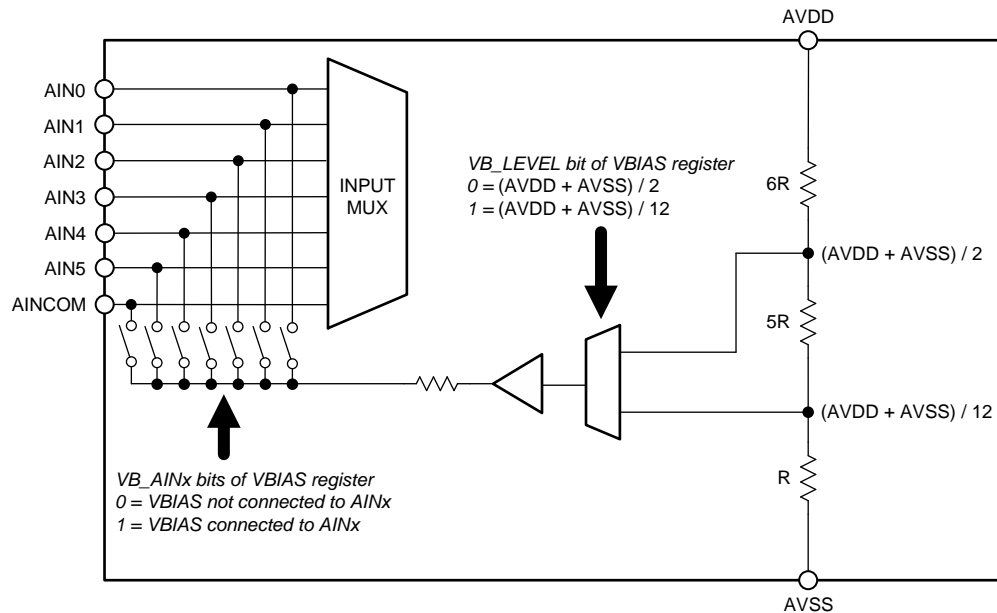 AVDD
AIN0
AIN1
AIN2
AIN3
AIN4
AIN5
AINCOM
INPUT
MUX
VB_LEVEL bit of VBIAS register
0 = (AVDD + AVSS) / 2
1 = (AVDD + AVSS) / 12
6R
(AVDD + AVSS) / 2
5R
(AVDD + AVSS) / 12
R
VB_AINx bits of VBIAS register
0 = VBIAS not connected to AINx
1 = VBIAS connected to AINx
AVSS